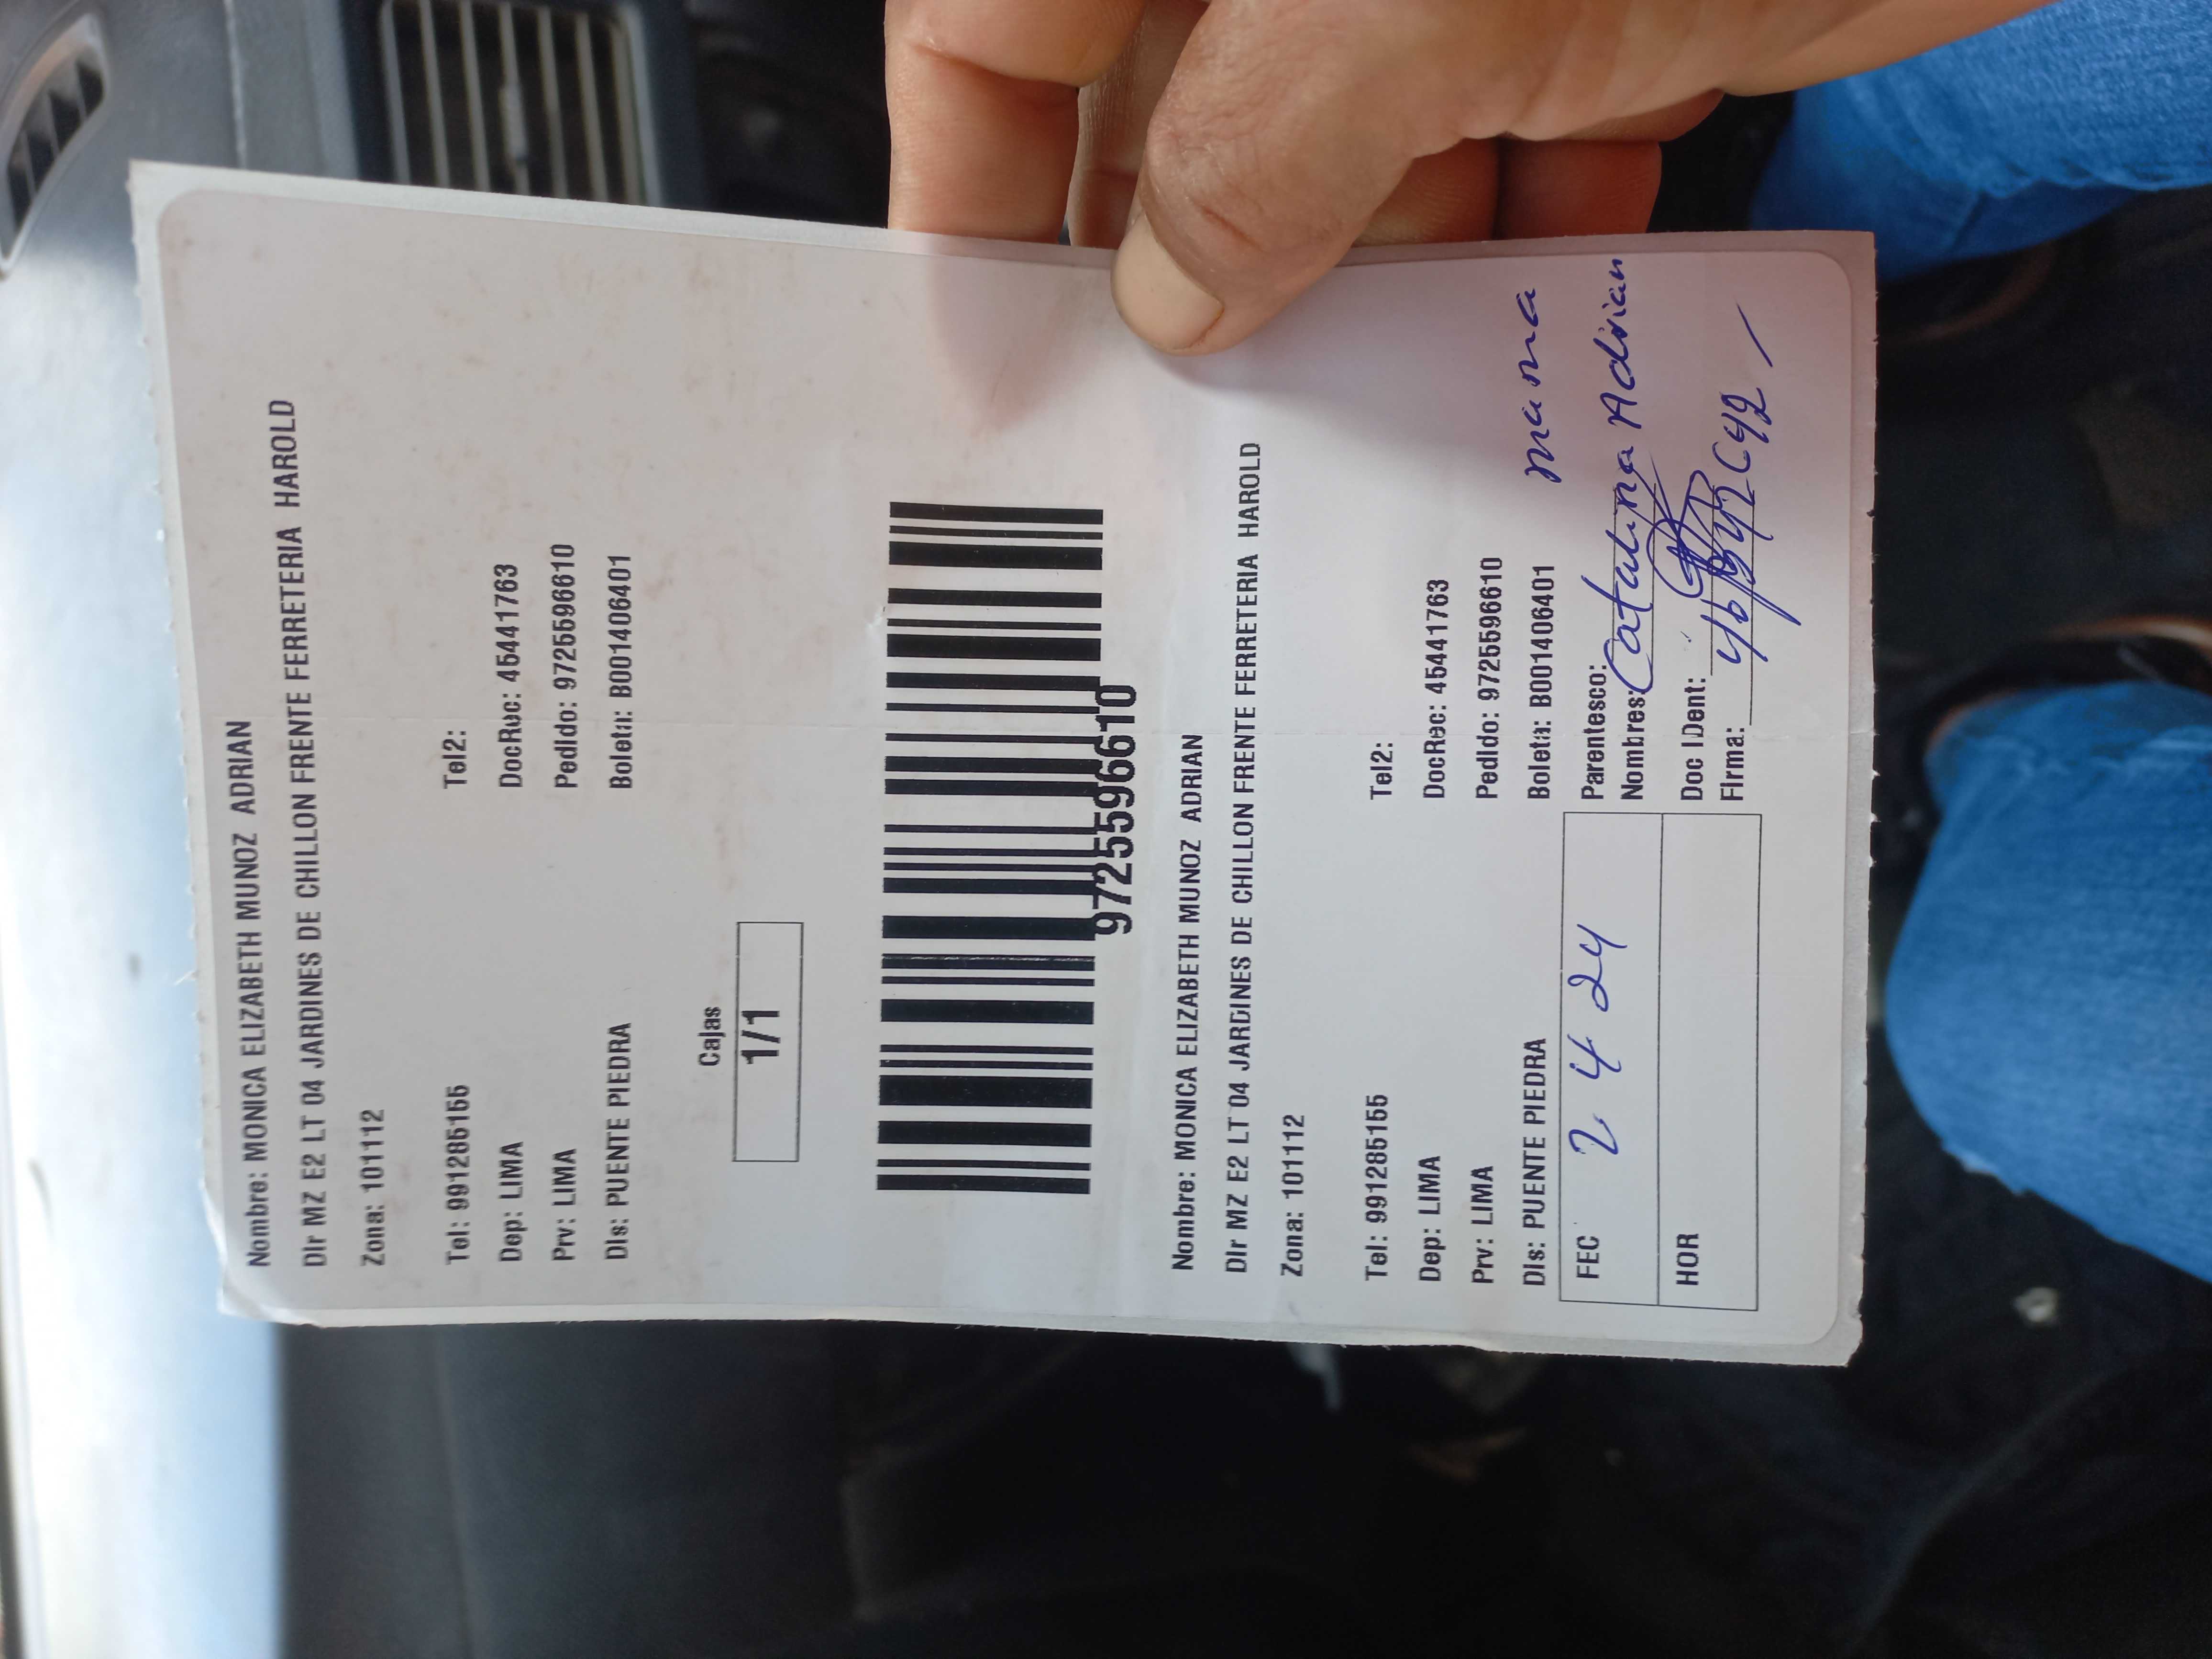 Nombre: MONICA ELIZABETH MUNOZ ADRIAN
Dir MZ E2 LT 04 JARDINES DE CHILLON FRENTE FERRETERIA HAROLD
Zona: 101112
Tel: 991285155 Tel2:
Dep: LIMA DocRec: 45441763
Prv: LIMA Pedido: 9725596610
Dis: PUENTE PIEDRA Boleta: B001406401
Cajas
1/1
9725596610
Nombre: MONICA ELIZABETH MUNOZ ADRIAN
Dir MZ E2 LT 04 JARDINES DE CHILLON FRENTE FERRETERIA HAROLD
Zona: 101112
Tel: 991285155 Tel2:
Dep: LIMA DocRec: 45441763
Prv: LIMA Pedido: 9725596610
Dis: PUENTE PIEDRA Boleta: B001406401
FEC 2 4 24 Parentesco: mama
Nombres: Catalina Adrian
HOR Doc IDent:
Firma: